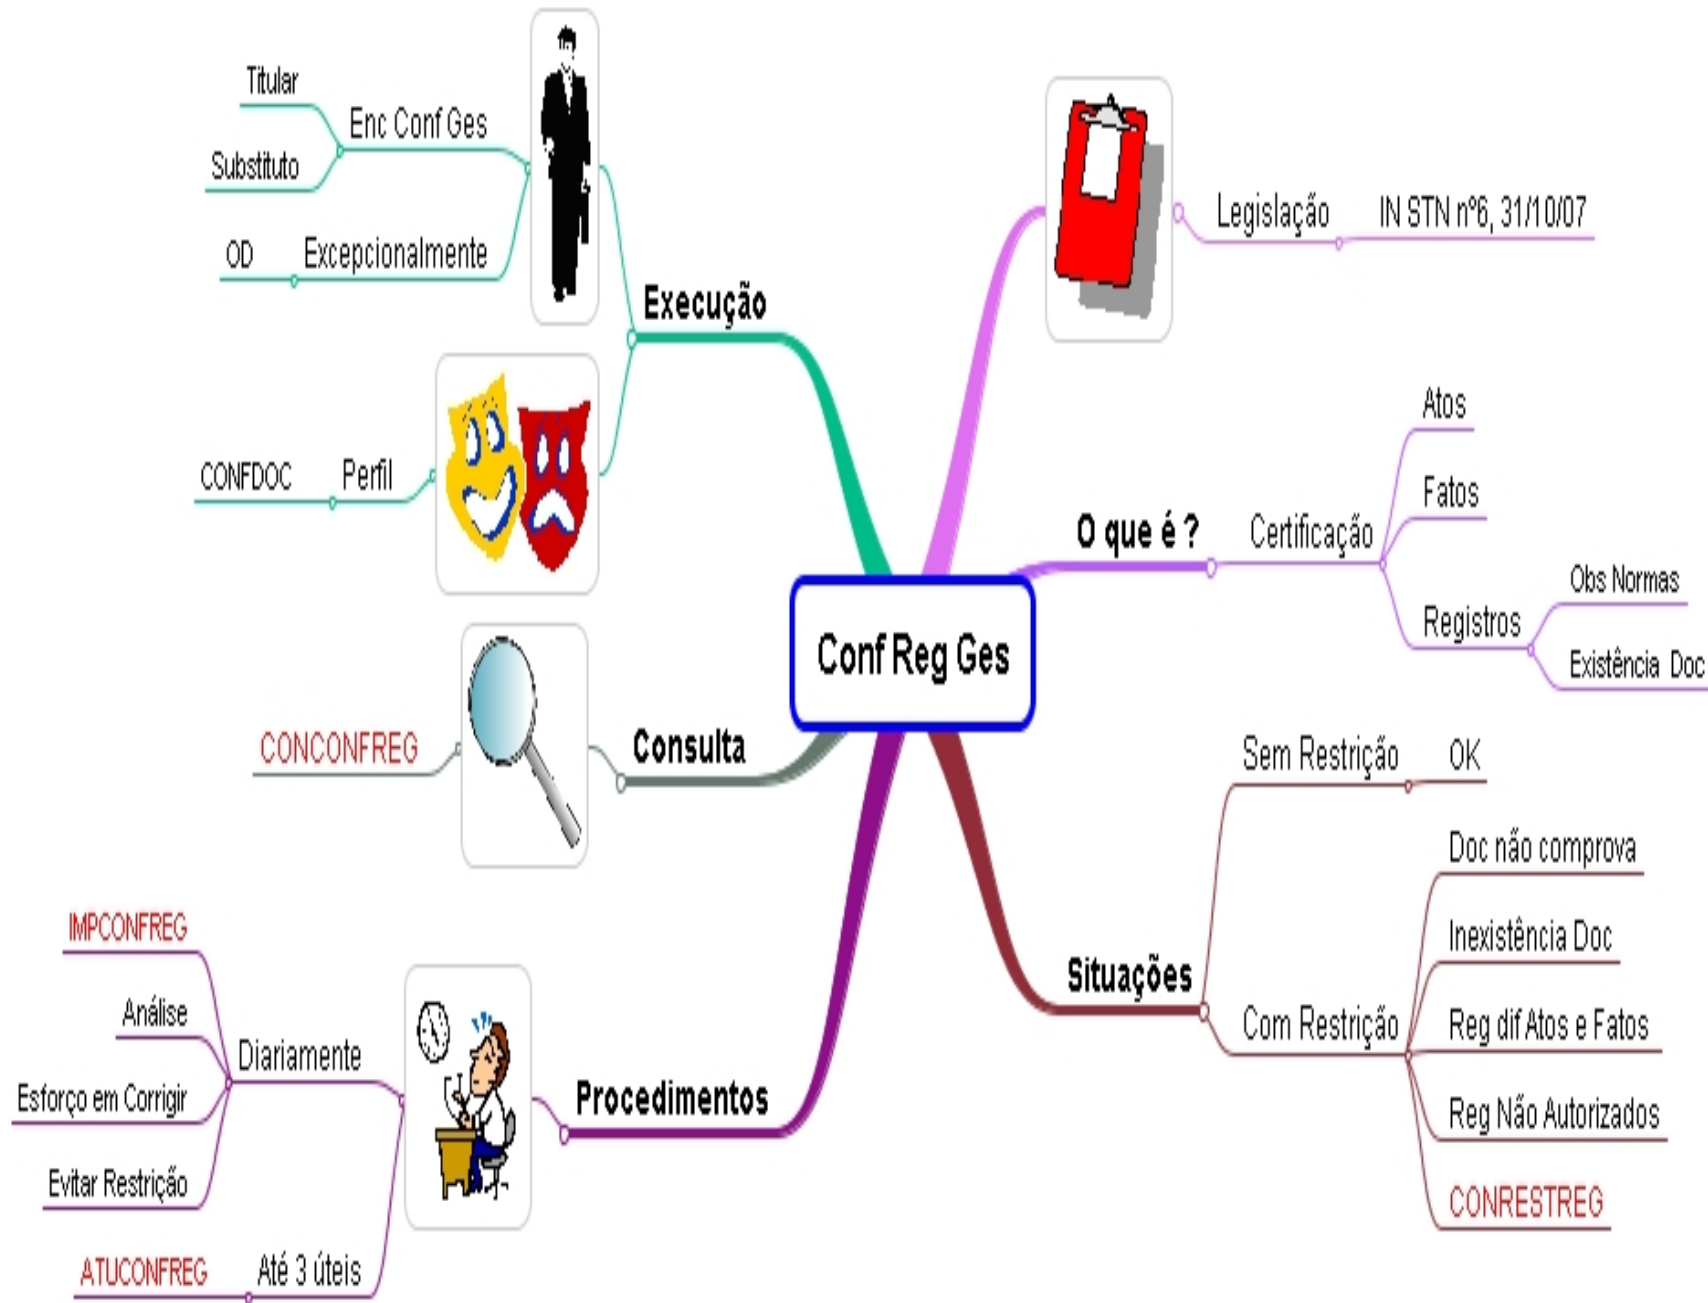 Conf Reg Ges
Execução
Enc Conf Ges
Titular
Substituto
Excepcionalmente
OD
Perfil
CONFDOC
Consulta
CONCONFREG
Procedimentos
Diariamente
IMPCONFREG
Análise
Esforço em Corrigir
Evitar Restrição
Até 3 úteis
ATUCONFREG
Legislação
IN STN nº6, 31/10/07
O que é ?
Certificação
Atos
Fatos
Registros
Obs Normas
Existência Doc
Situações
Sem Restrição
OK
Com Restrição
Doc não comprova
Inexistência Doc
Reg dif Atos e Fatos
Reg Não Autorizados
CONRESTREG